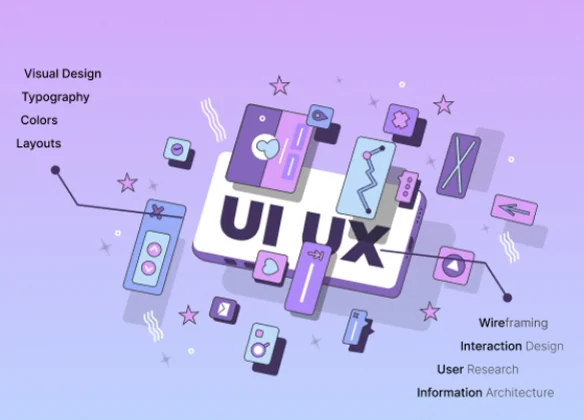 Visual Design
Typography
Colors
Layouts
UI UX
Wireframing
Interaction Design
User Research
Information Architecture